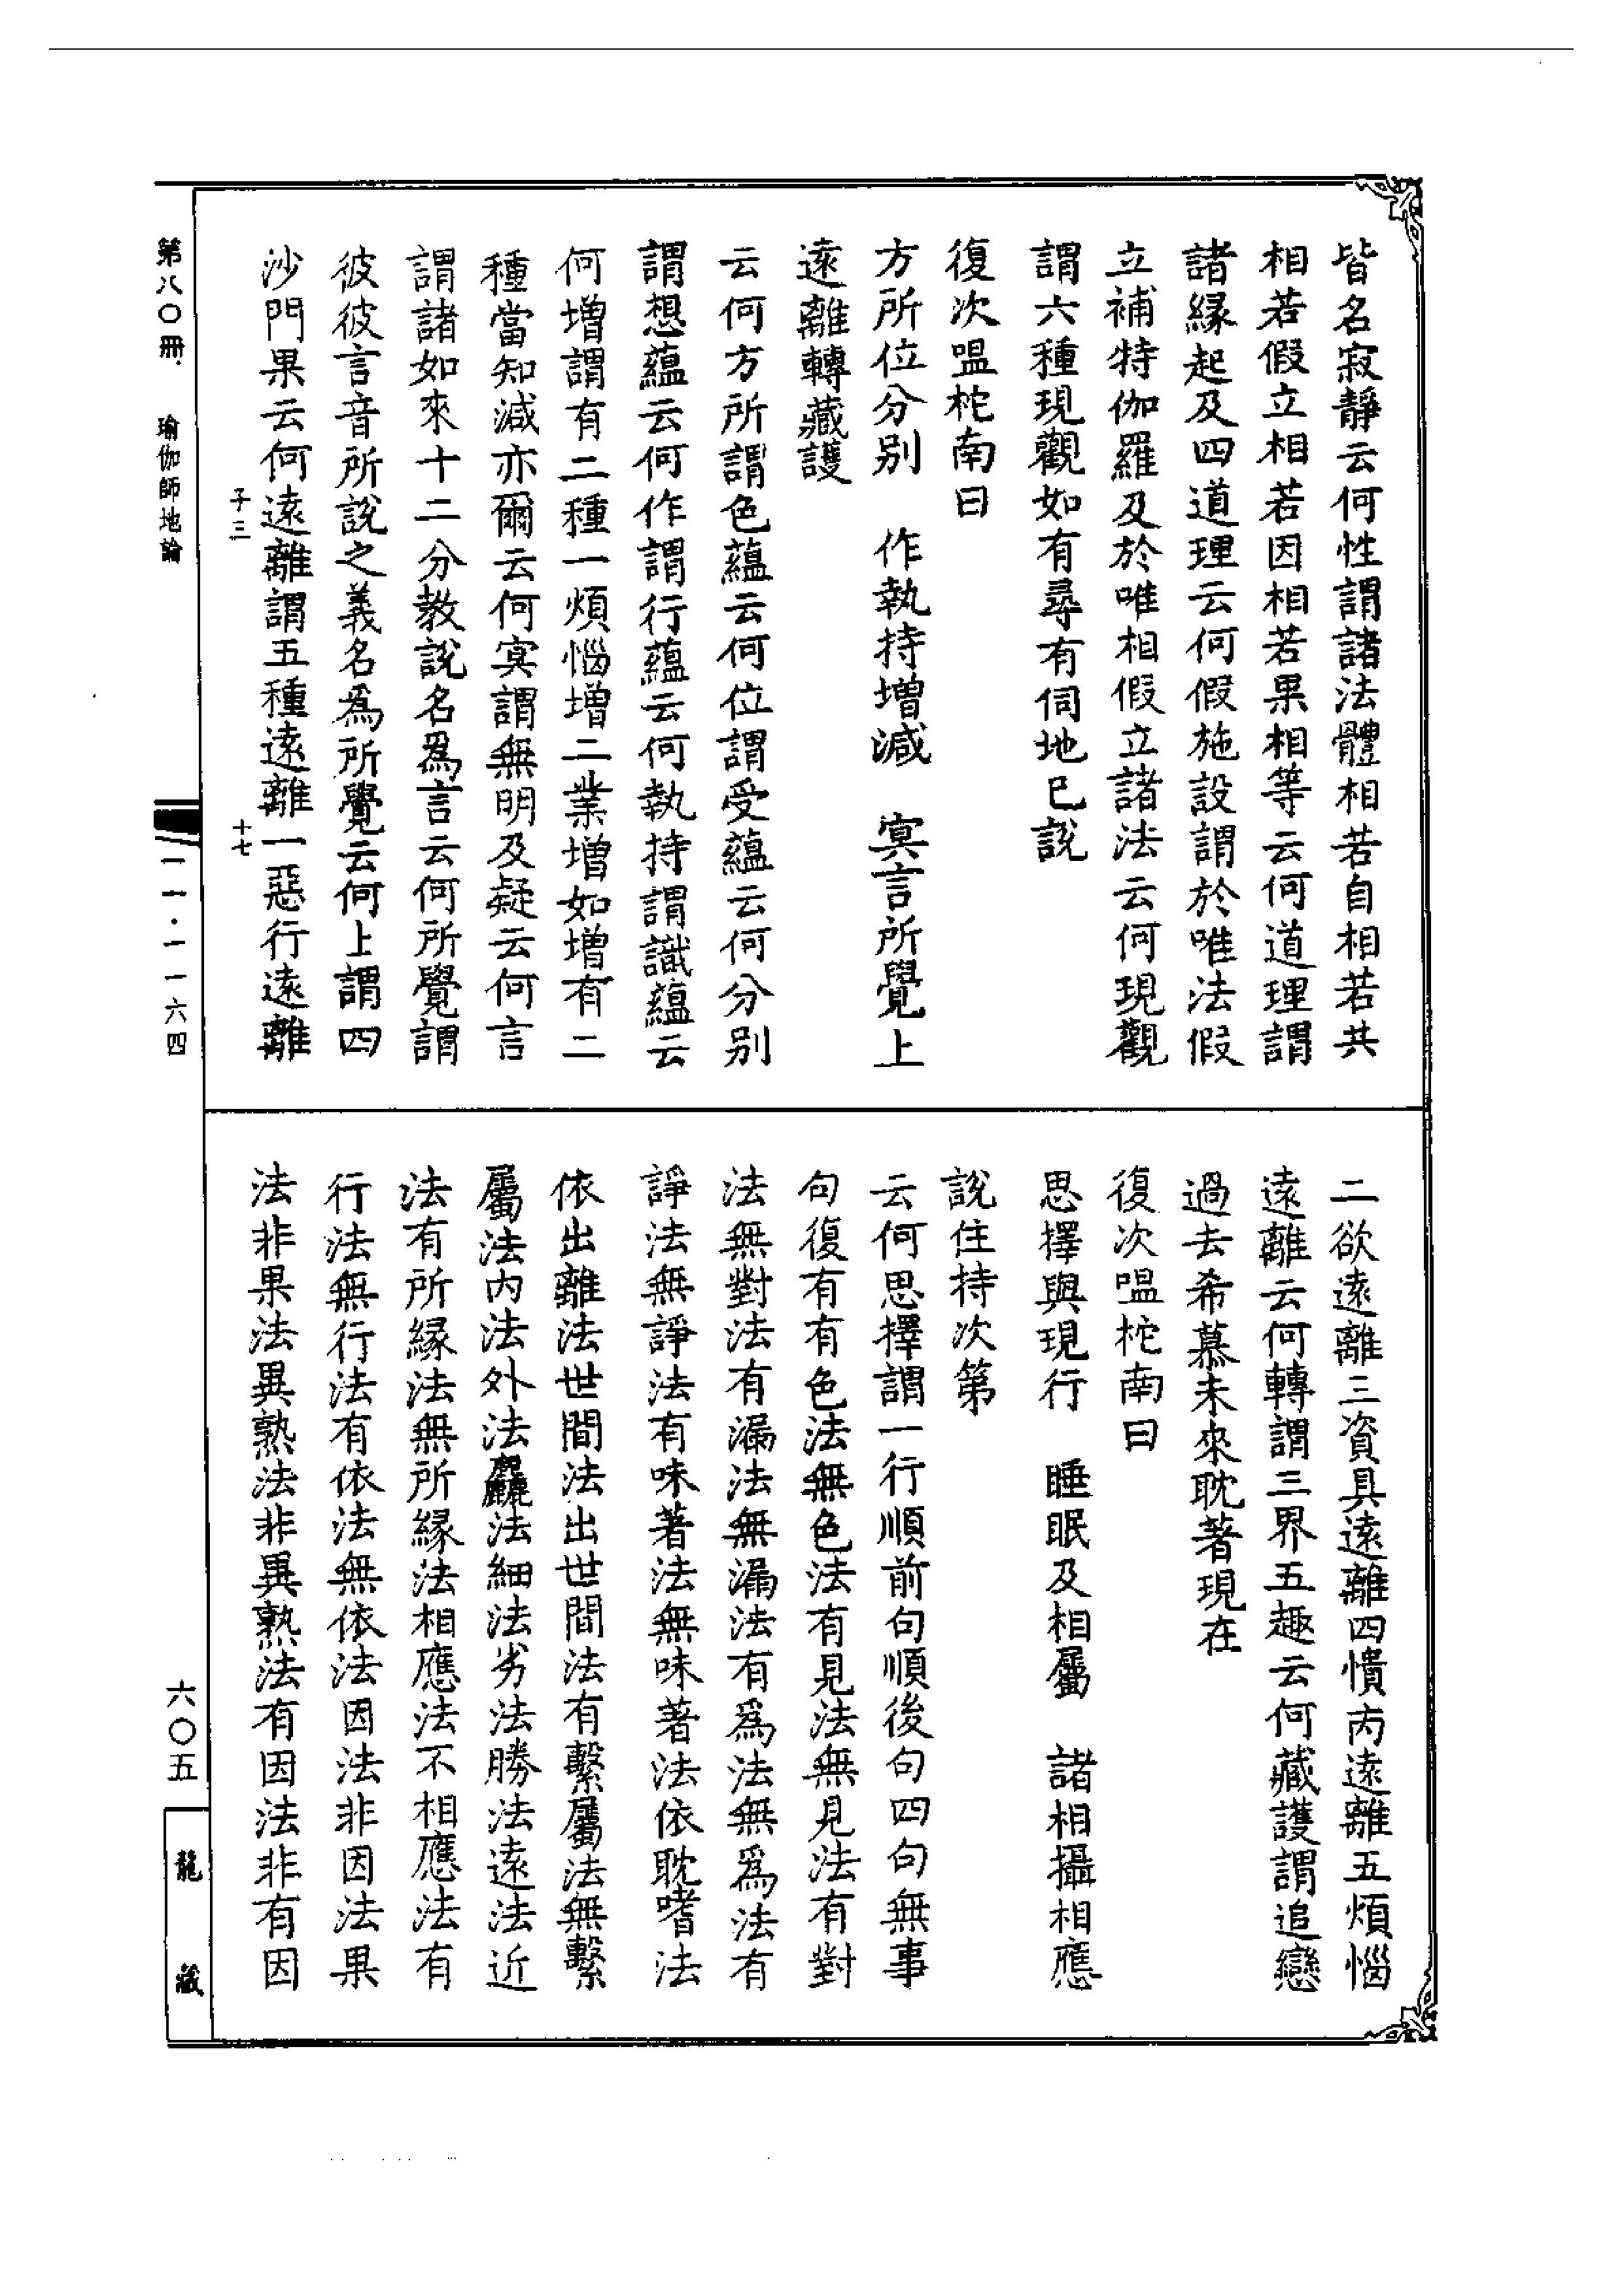 皆名寂靜云何性謂諸法體相若自相若共
相若假立相若因相若果相等云何道理謂
諸縁起及四道理云何假施設謂於唯法假
立補特伽羅及於唯相假立諸法云何現觀
謂六種現觀如有尋有伺地已說
復次嗢柁南曰
方所位分别　作執持增減　㝠言所覺上
遠離轉藏護
云何方所謂色蘊云何位謂受蘊云何分别
謂想蘊云何作謂行蘊云何執持謂識蘊云
何增謂有二種一煩惱增二業增如增有二
種當知減亦爾云何㝠謂無明及疑云何言
謂諸如來十二分教說名爲言云何所覺謂
彼彼言音所說之義名爲所覺云何上謂四
沙門果云何遠離謂五種遠離一惡行遠離
二欲遠離三資具遠離四憒丙遠離五煩惱
遠離云何轉謂三界五趣云何藏護謂追戀
過去希慕未來耽著現在
復次嗢柁南曰
思擇與現行　睡眠及相屬　諸相攝相應
說住持次第
云何思擇謂一行順前句順後句四句無事
句復有有色法無色法有見法無見法有對
法無對法有漏法無漏法有爲法無爲法有
諍法無諍法有味著法無味著法依耽嗜法
依出離法世間法出世間法有繫屬法無繫
屬法内法外法麤法細法劣法勝法遠法近
法有所縁法無所縁法相應法不相應法有
行法無行法有依法無依法因法非因法果
法非果法異熟法非異熟法有因法非有因
子三　十七
第八〇冊　瑜伽師地論
一一·一一六四
六〇五
龍藏